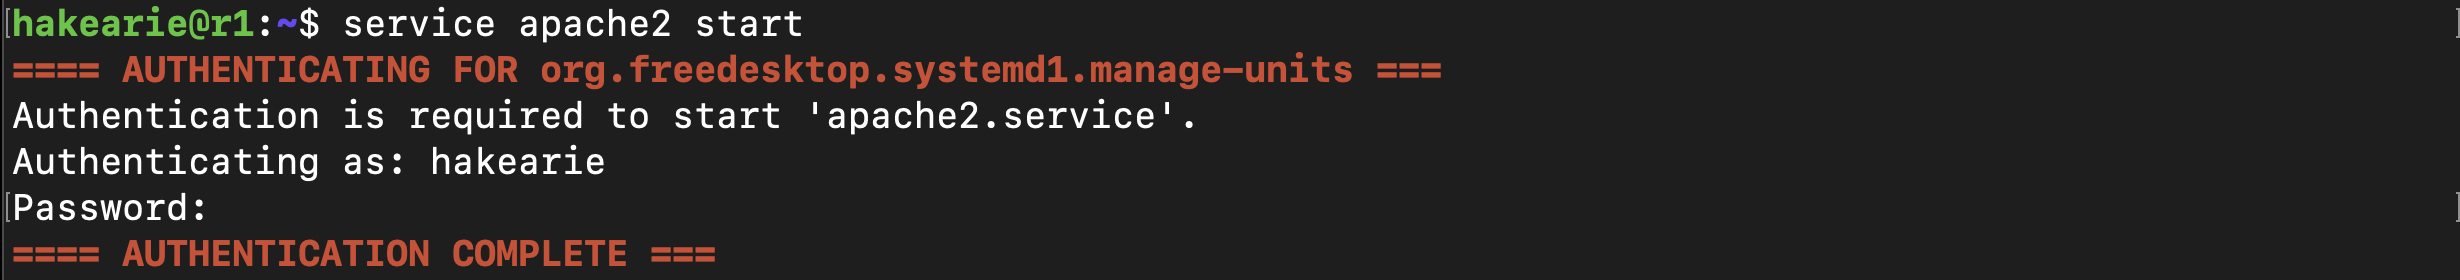 hakearie@r1:~$ service apache2 start
==== AUTHENTICATING FOR org.freedesktop.systemd1.manage-units ===
Authentication is required to start 'apache2.service'.
Authenticating as: hakearie
Password:
==== AUTHENTICATION COMPLETE ===